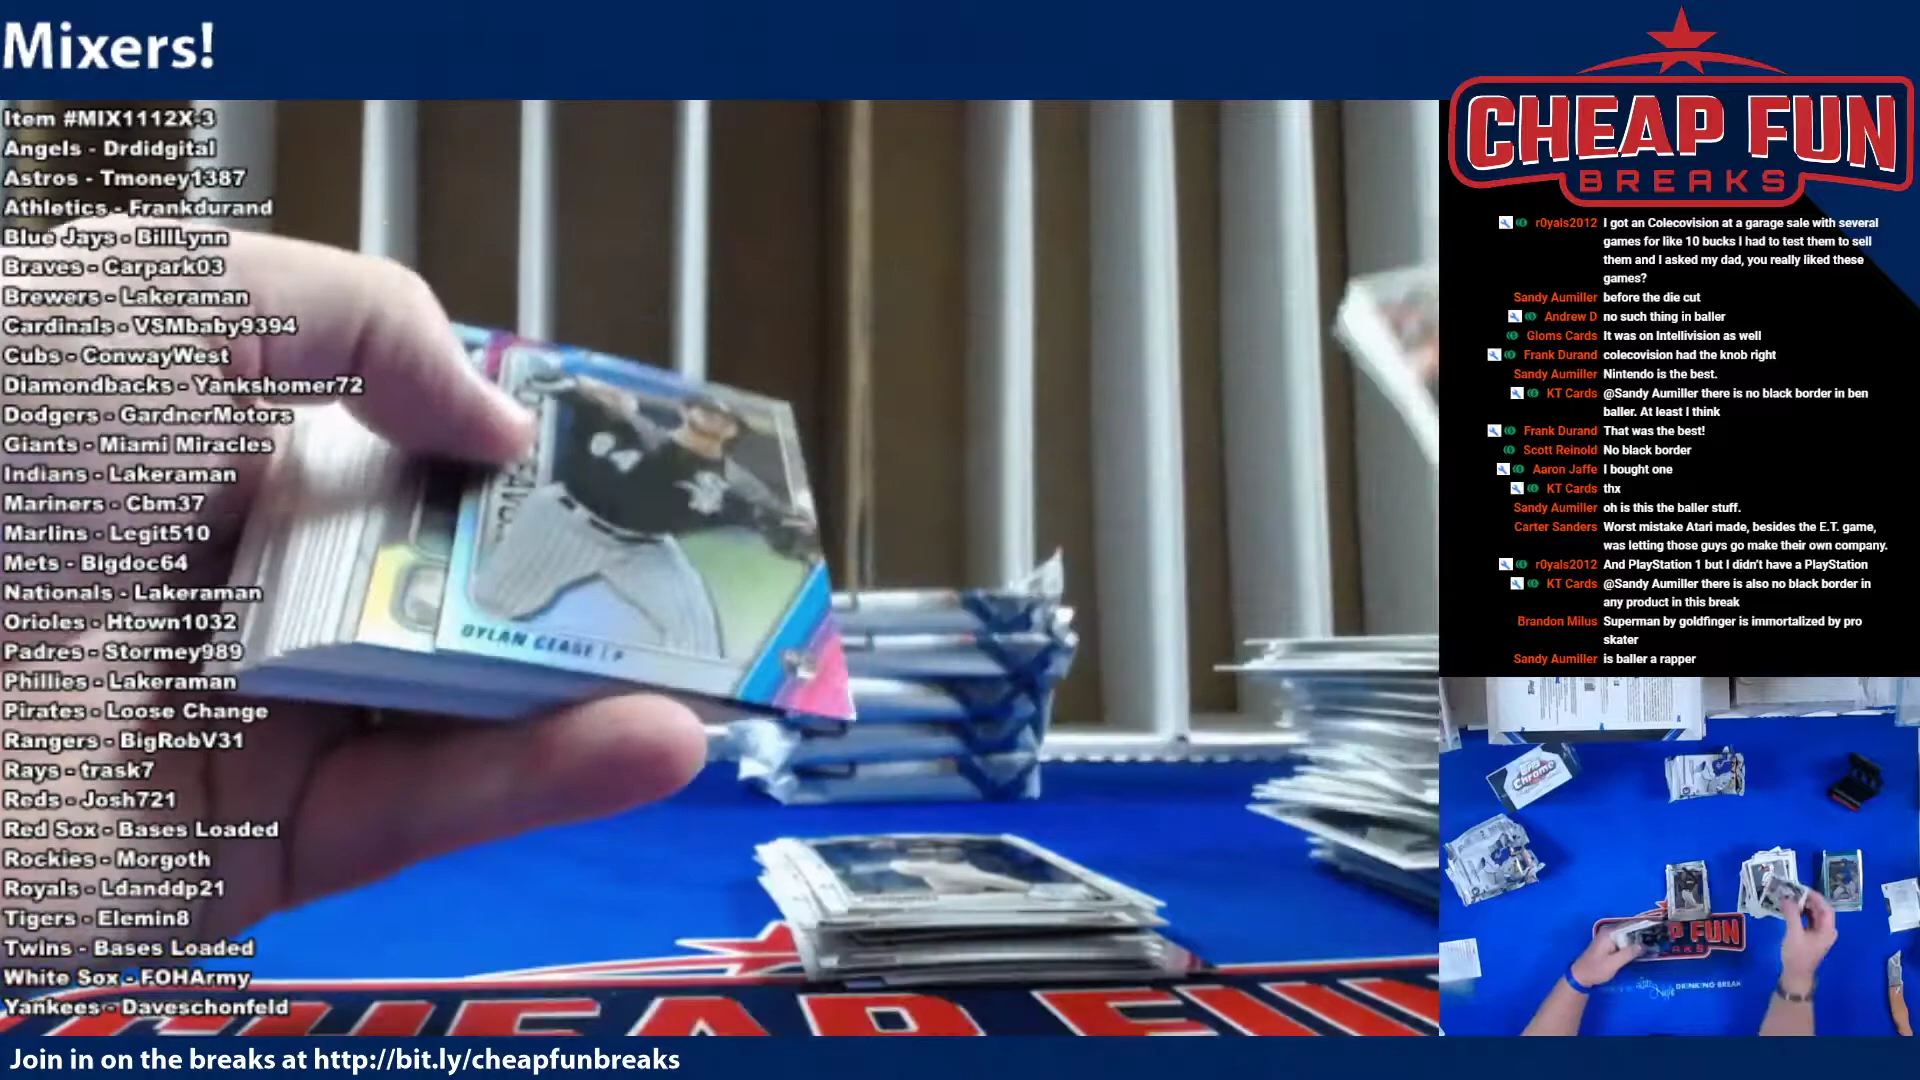 Mixers!
Item #MIX1112X-3
Angels - Drdidgital
Astros - Tmoney1387
Athletics - Frankdurand
Blue Jays - BillLynn
Braves - Carpark03
Brewers - Lakeraman
Cardinals - VSMbaby9394
Cubs - ConwayWest
Diamondbacks - Yankshomer72
Dodgers - GardnerMotors
Giants - Miami Miracles
Indians - Lakeraman
Mariners - Cbm37
Marlins - Legit510
Mets - Bigdoc64
Nationals - Lakeraman
Orioles - Htown1032
Padres - Stormey989
Phillies - Lakeraman
Pirates - Loose Change
Rangers - BigRobV31
Rays - trask7
Reds - Josh721
Red Sox - Bases Loaded
Rockies - Morgoth
Royals - Ldanddp21
Tigers - Elemin8
Twins - Bases Loaded
White Sox - FOHArmy
Yankees - Daveschonfeld
DYLAN CEASE | P
64
CHEAP FUN
Join in on the breaks at http://bit.ly/cheapfunbreaks
CHEAP FUN
BREAKS
r0yals2012 I got an Colecovision at a garage sale with several
games for like 10 bucks I had to test them to sell
them and I asked my dad, you really liked these
games?
Sandy Aumiller before the die cut
Andrew D no such thing in baller
Gloms Cards It was on Intellivision as well
Frank Durand colecovision had the knob right
Sandy Aumiller Nintendo is the best.
KT Cards @Sandy Aumiller there is no black border in ben
baller. At least I think
Frank Durand That was the best!
Scott Reinold No black border
Aaron Jaffe I bought one
KT Cards thx
Sandy Aumiller oh is this the baller stuff.
Carter Sanders Worst mistake Atari made, besides the E.T. game,
was letting those guys go make their own company.
r0yals2012 And PlayStation 1 but I didn't have a PlayStation
KT Cards @Sandy Aumiller there is also no black border in
any product in this break
Brandon Milus Superman by goldfinger is immortalized by pro
skater
Sandy Aumiller is baller a rapper
Chrome
P FUN
DRINKING BREAK